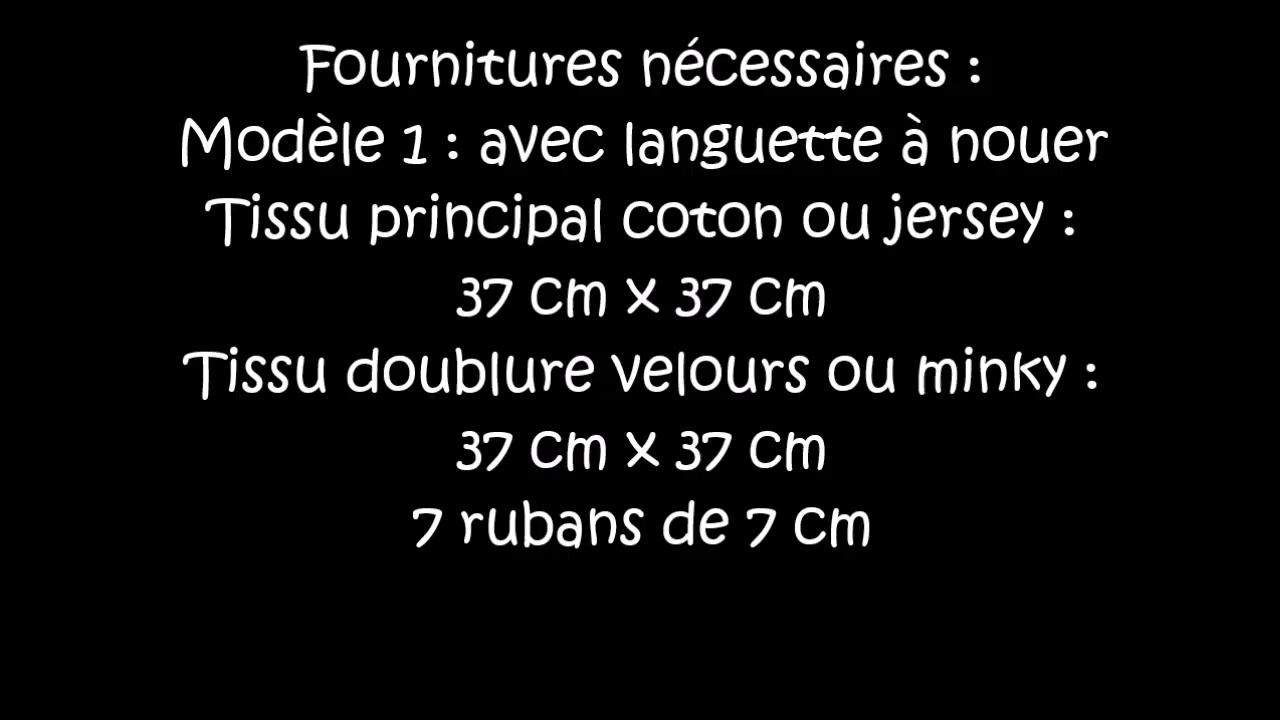 Fournitures nécessaires :
Modèle 1 : avec languette à nouer
Tissu principal coton ou jersey :
37 cm x 37 cm
Tissu doublure velours ou minky :
37 cm x 37 cm
7 rubans de 7 cm